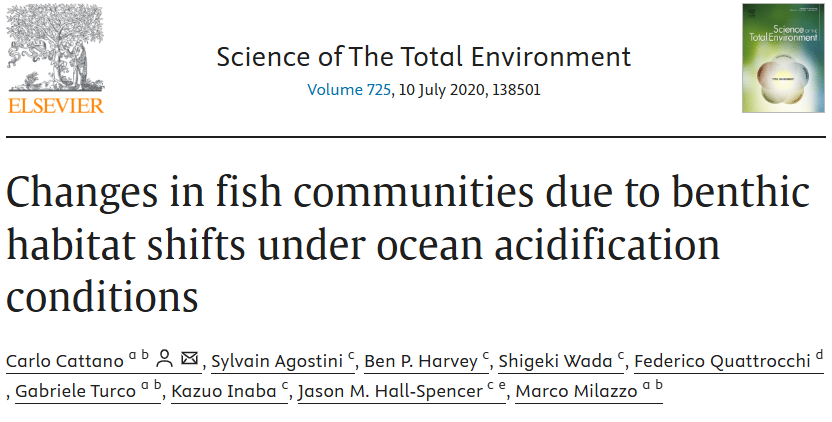 ELSEVIER
Science of The Total Environment
Volume 725, 10 July 2020, 138501
Science of the
Total Environment
Changes in fish communities due to benthic
habitat shifts under ocean acidification
conditions
Carlo Cattano a b , Sylvain Agostini c, Ben P. Harvey c, Shigeki Wada c, Federico Quattrocchi d
, Gabriele Turco a b, Kazuo Inaba c, Jason M. Hall-Spencer c e, Marco Milazzo a b